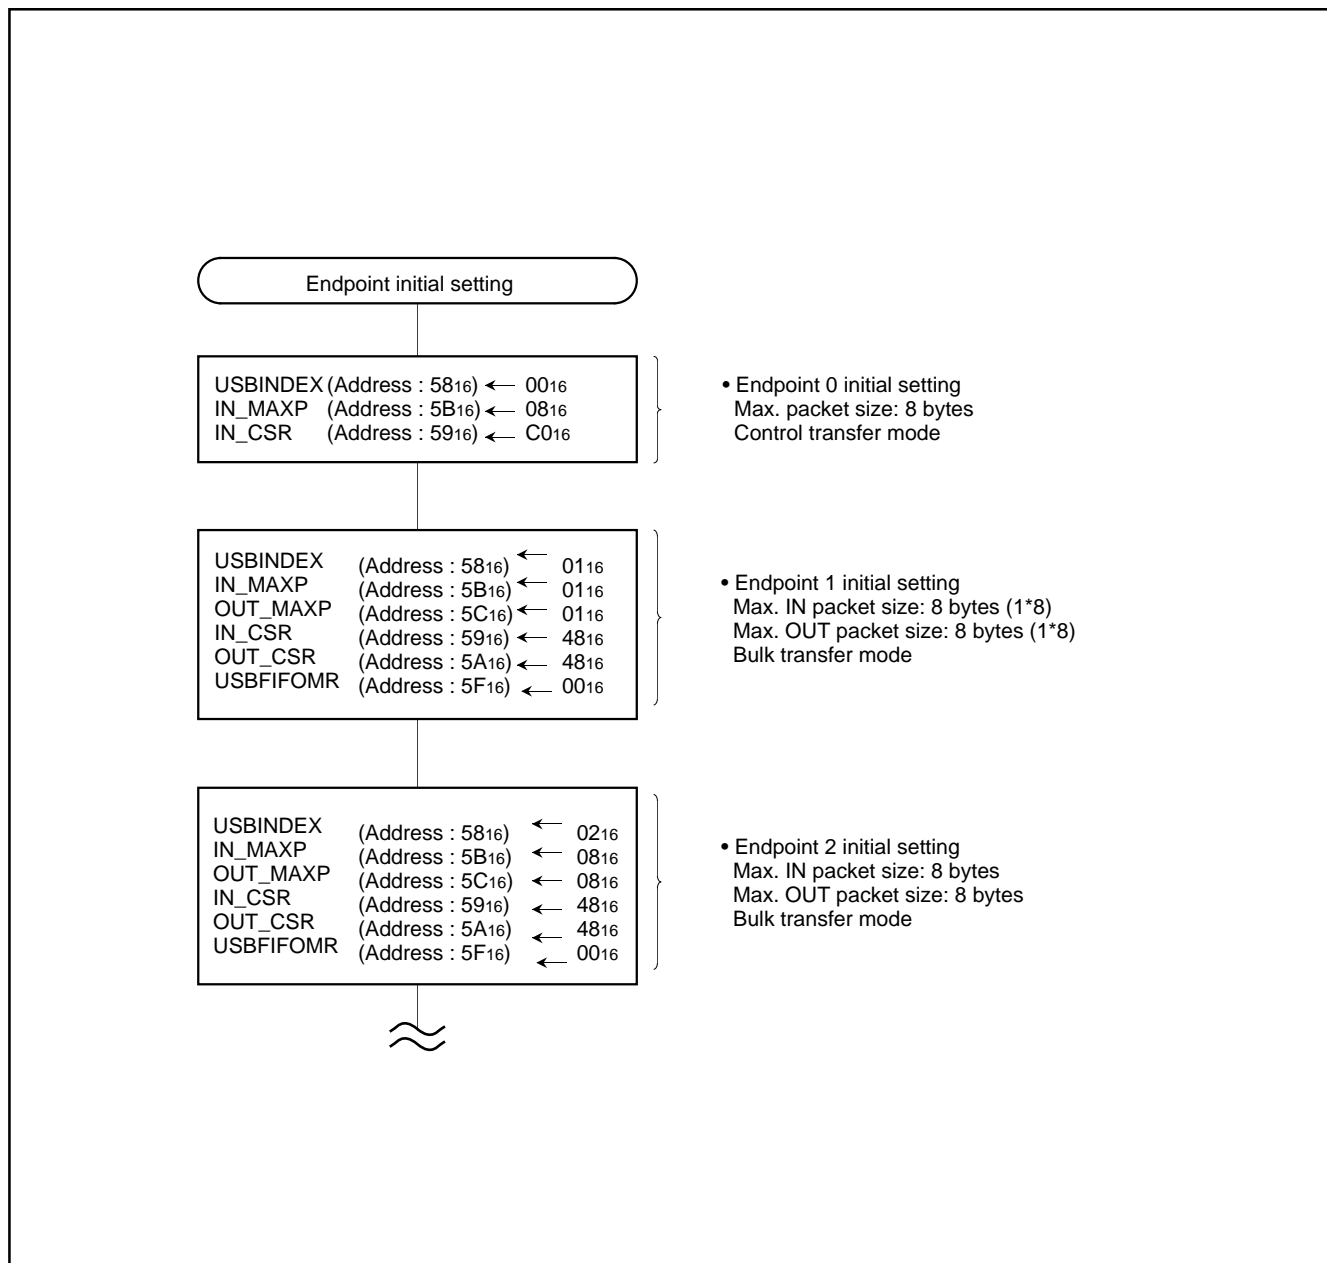 Endpoint initial setting
USBINDEX (Address : 5816) ← 0016
IN_MAXP (Address : 5B16) ← 0816
IN_CSR (Address : 5916) ← C016
• Endpoint 0 initial setting
Max. packet size: 8 bytes
Control transfer mode
USBINDEX (Address : 5816) ← 0116
IN_MAXP (Address : 5B16) ← 0116
OUT_MAXP (Address : 5C16) ← 0116
IN_CSR (Address : 5916) ← 4816
OUT_CSR (Address : 5A16) ← 4816
USBFIFOMR (Address : 5F16) ← 0016
• Endpoint 1 initial setting
Max. IN packet size: 8 bytes (1*8)
Max. OUT packet size: 8 bytes (1*8)
Bulk transfer mode
USBINDEX (Address : 5816) ← 0216
IN_MAXP (Address : 5B16) ← 0816
OUT_MAXP (Address : 5C16) ← 0816
IN_CSR (Address : 5916) ← 4816
OUT_CSR (Address : 5A16) ← 4816
USBFIFOMR (Address : 5F16) ← 0016
• Endpoint 2 initial setting
Max. IN packet size: 8 bytes
Max. OUT packet size: 8 bytes
Bulk transfer mode